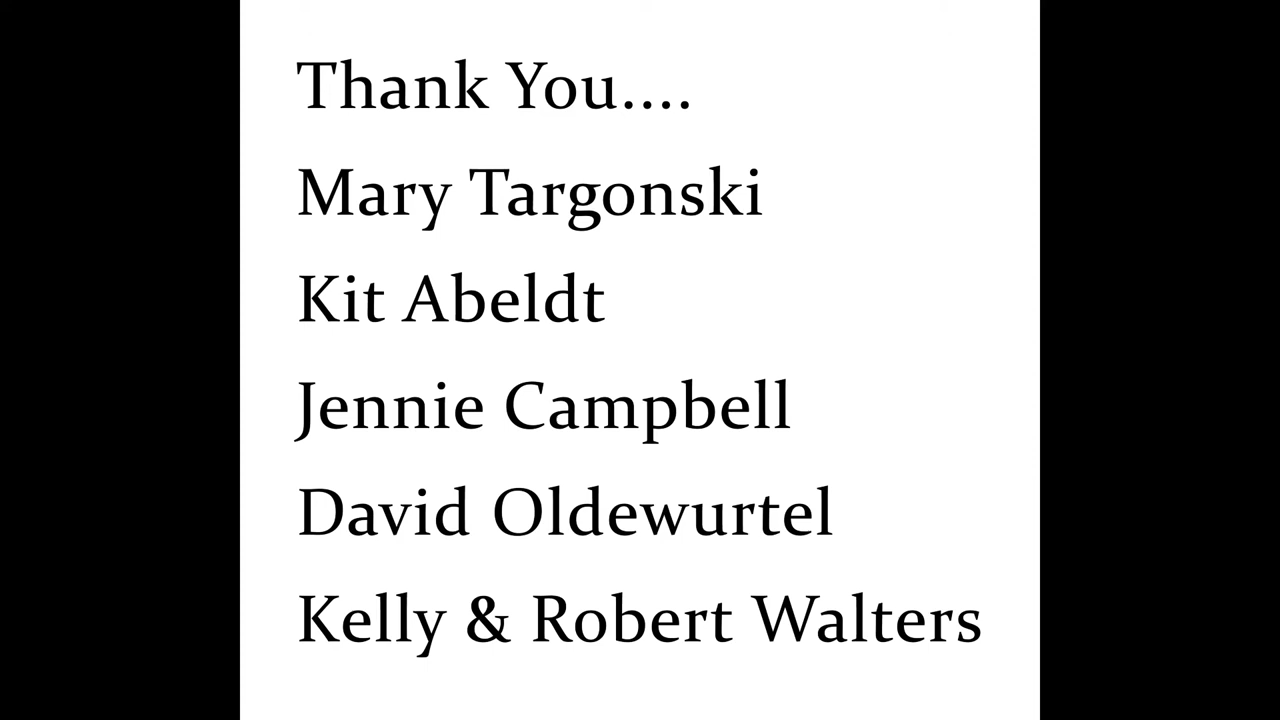 Thank You....
Mary Targonski
Kit Abeldt
Jennie Campbell
David Oldewurtel
Kelly & Robert Walters